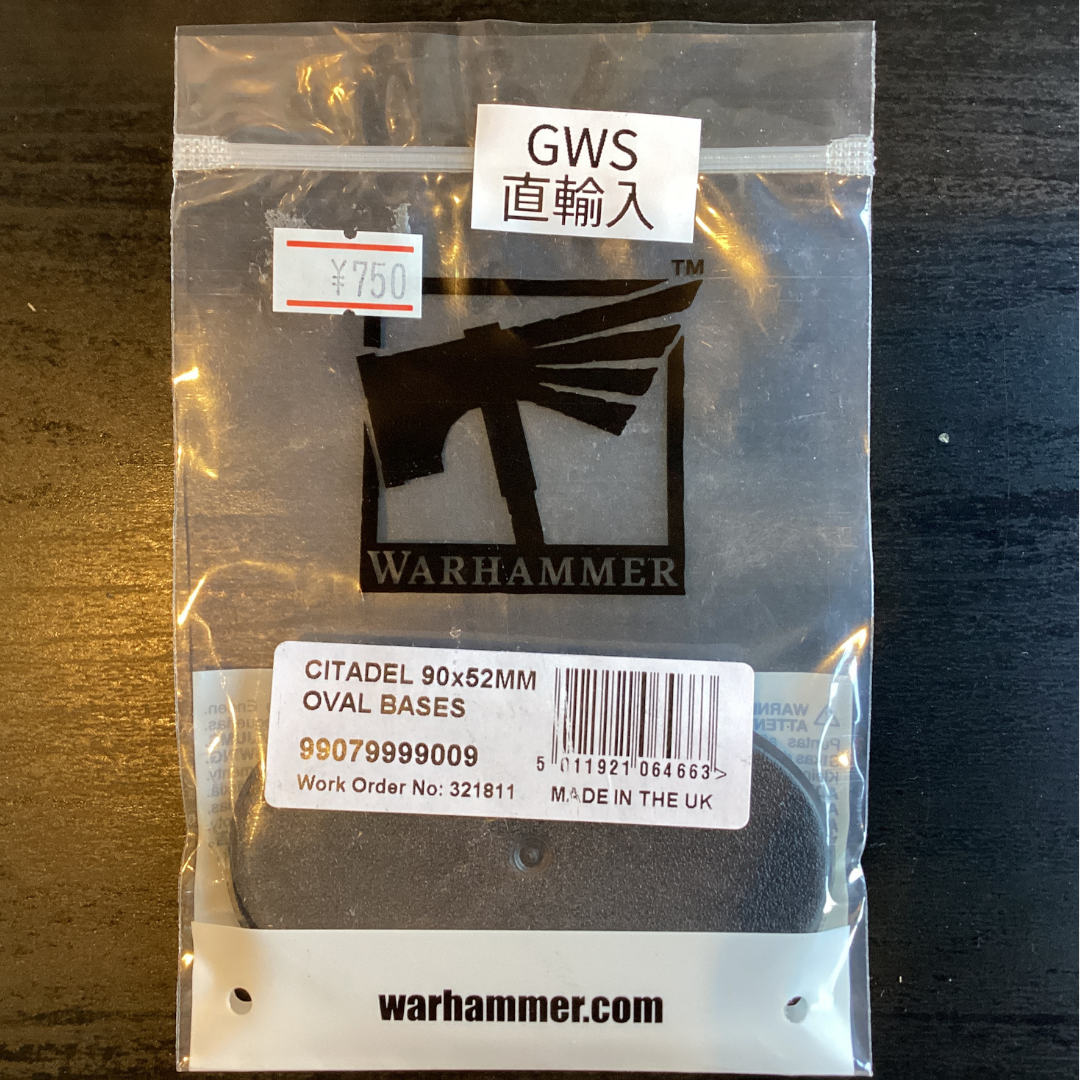 GWS
直輸入
¥750
TM
WARHAMMER
CITADEL 90x52MM
OVAL BASES
99079999009
Work Order No: 321811
5 011921 064663 >
MADE IN THE UK
warhammer.com